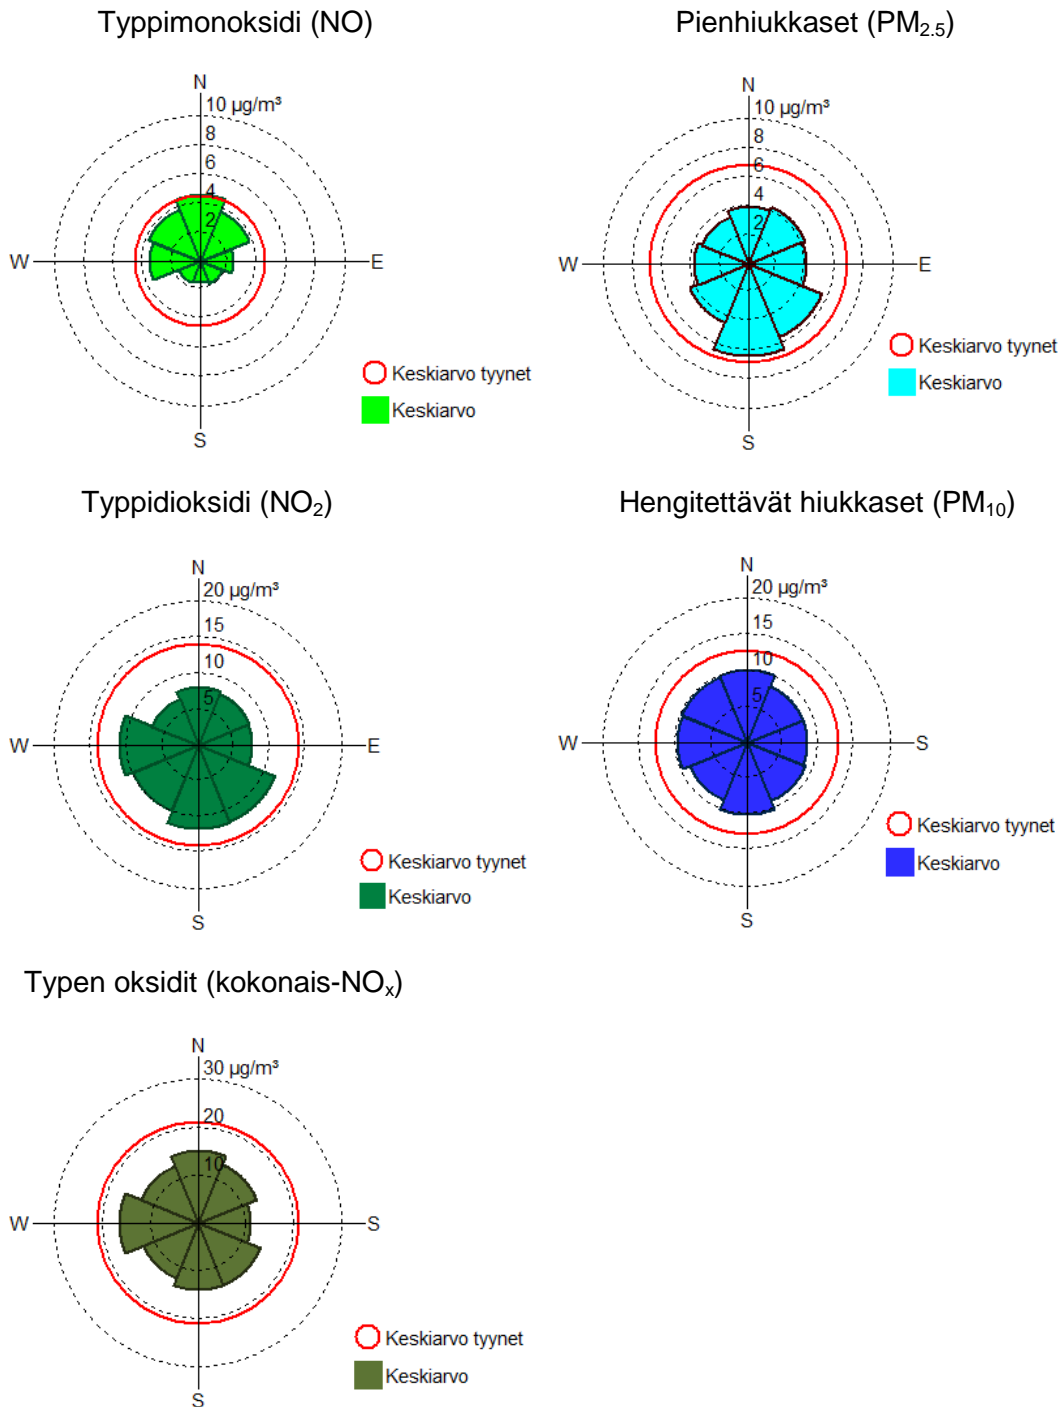 Typpimonoksidi (NO)
N
10 µg/m³
8
6
4
2
W
E
S
Keskiarvo tyynet
Keskiarvo
Pienhiukkaset (PM2.5)
N
10 µg/m³
8
6
4
2
W
E
S
Keskiarvo tyynet
Keskiarvo
Typpidioksidi (NO2)
N
20 µg/m³
15
10
5
W
E
S
Keskiarvo tyynet
Keskiarvo
Hengitettävät hiukkaset (PM10)
N
20 µg/m³
15
10
5
W
S
S
Keskiarvo tyynet
Keskiarvo
Typen oksidit (kokonais-NOx)
N
30 µg/m³
20
10
W
S
S
Keskiarvo tyynet
Keskiarvo